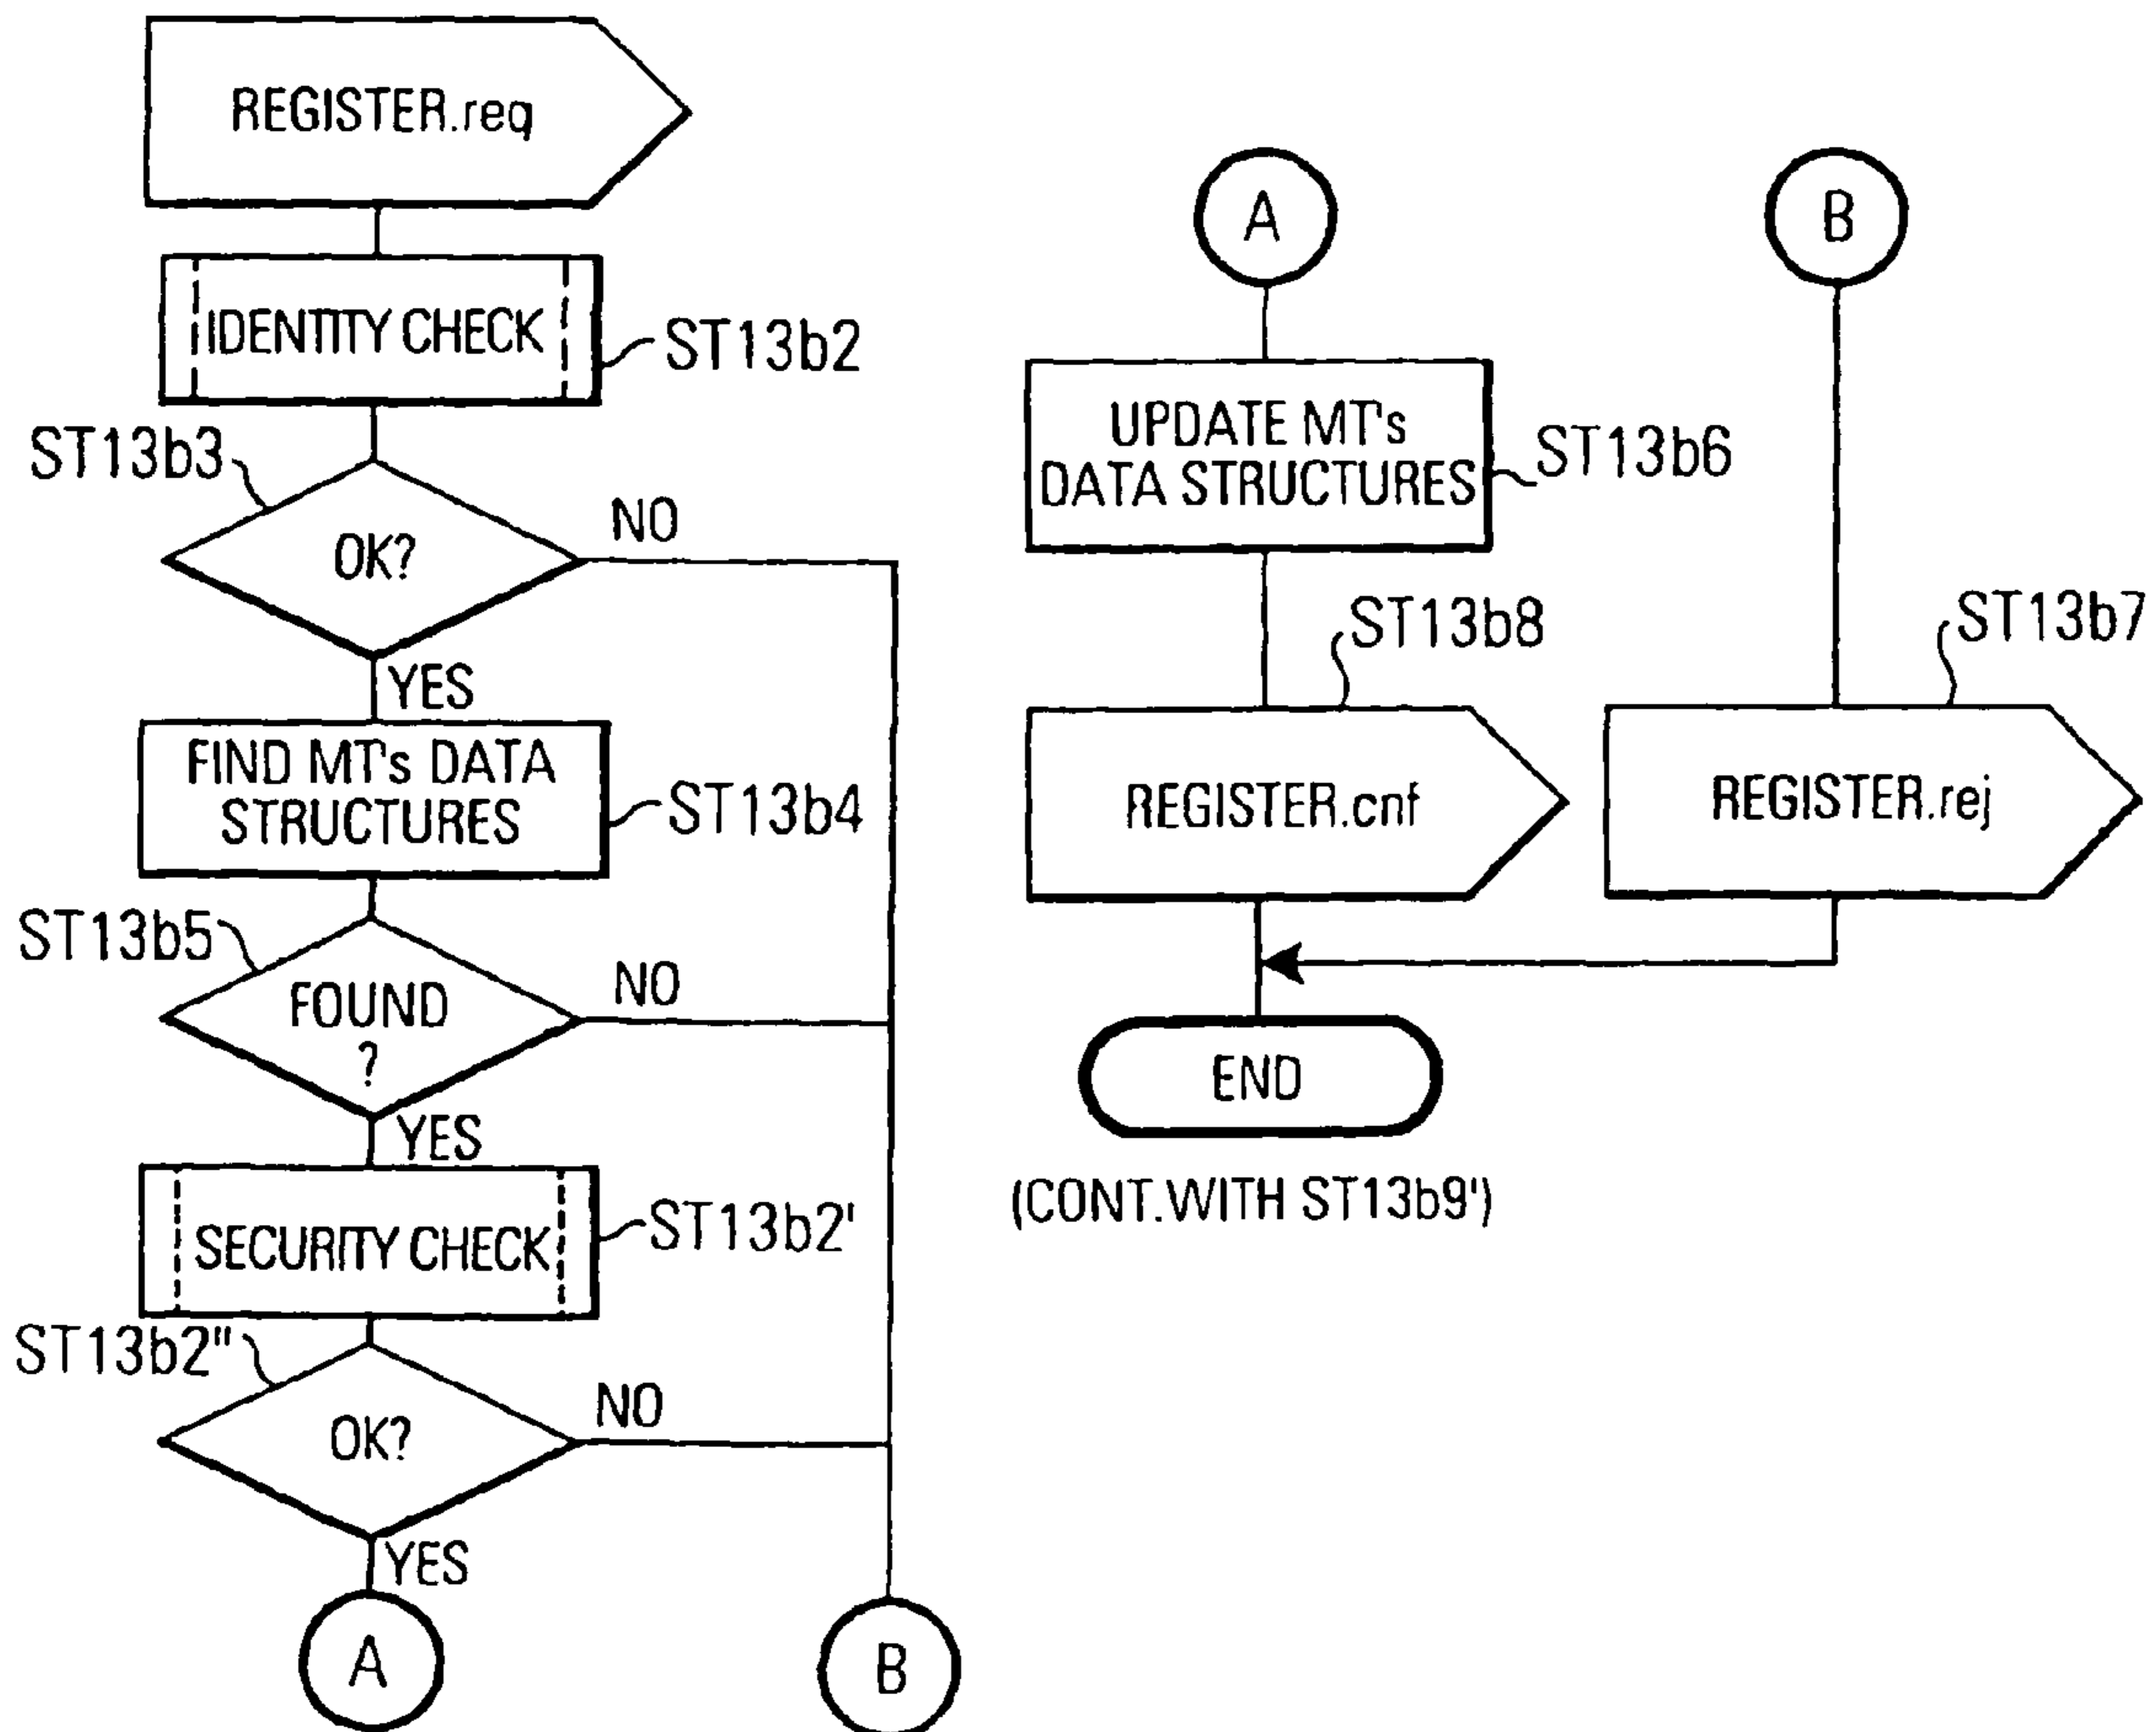 REGISTER.req
IDENTITY CHECK
ST13b2
ST13b3
OK?
NO
YES
FIND MT's DATA
STRUCTURES
ST13b4
ST13b5
FOUND
?
NO
YES
SECURITY CHECK
ST13b2'
ST13b2"
OK?
NO
YES
A
B
A
B
UPDATE MT's
DATA STRUCTURES
ST13b6
ST13b8
ST13b7
REGISTER.cnf
REGISTER.rej
END
(CONT.WITH ST13b9')